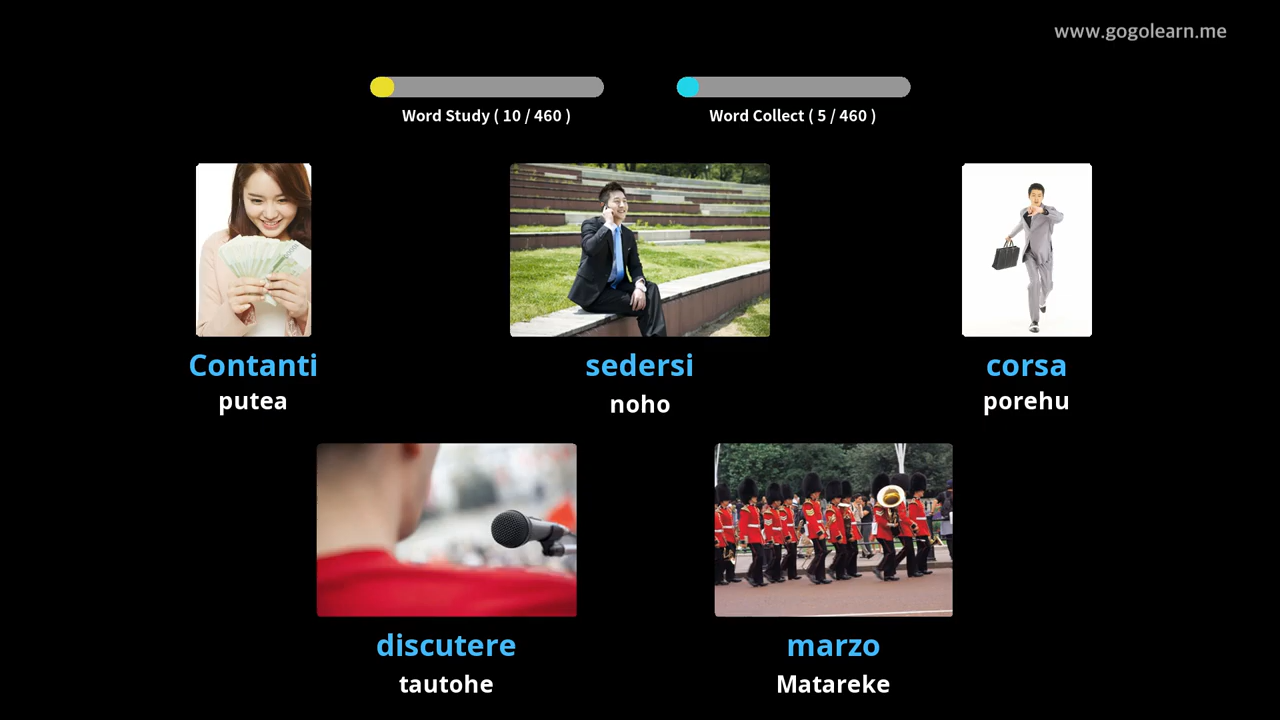 www.gogolearn.me
Word Study ( 10 / 460 )
Word Collect ( 5 / 460 )
Contanti
putea
sedersi
noho
corsa
porehu
discutere
tautohe
marzo
Matareke